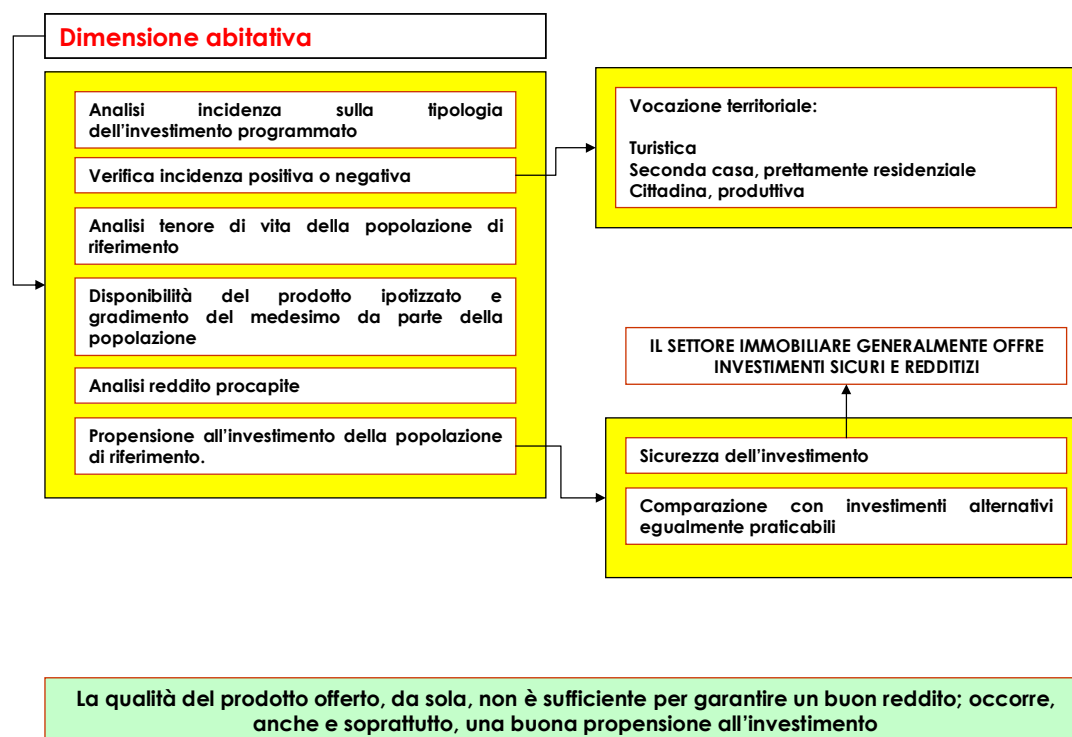 Dimensione abitativa
Analisi incidenza sulla tipologia
dell'investimento programmato
Verifica incidenza positiva o negativa
Analisi tenore di vita della popolazione di
riferimento
Disponibilità del prodotto ipotizzato e
gradimento del medesimo da parte della
popolazione
Analisi reddito procapite
Propensione all'investimento della popolazione
di riferimento.
Vocazione territoriale:
Turistica
Seconda casa, prettamente residenziale
Cittadina, produttiva
IL SETTORE IMMOBILIARE GENERALMENTE OFFRE
INVESTIMENTI SICURI E REDDITIZI
Sicurezza dell'investimento
Comparazione con investimenti alternativi
egualmente praticabili
La qualità del prodotto offerto, da sola, non è sufficiente per garantire un buon reddito; occorre,
anche e soprattutto, una buona propensione all'investimento